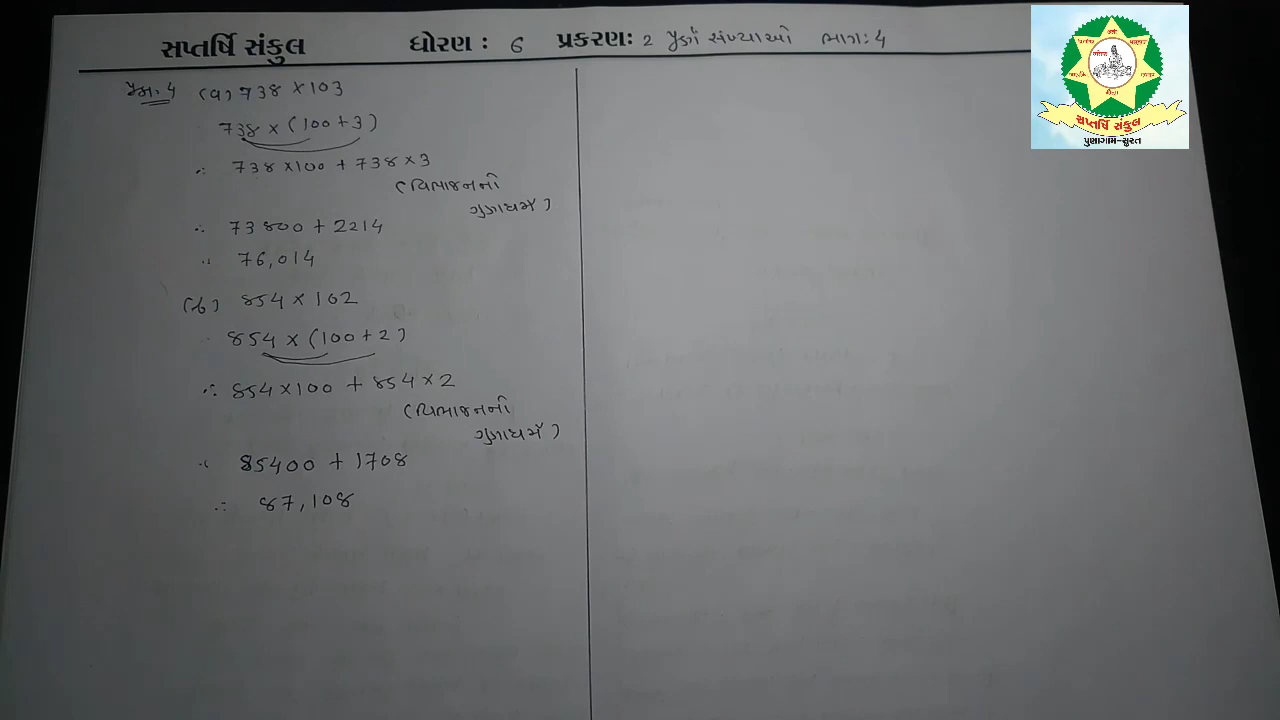 સપ્તર્ષિ સંકુલ ધોરણ : 6 પ્રકરણ: 2 પૂર્ણ સંખ્યાઓ ભાગ: 4
પ્રશ્ન. 4 (a) 738 × 103
738 × (100 + 3)
∴ 738 × 100 + 738 × 3
(વિભાજનનો
ગુણધર્મ)
∴ 73800 + 2214
∴ 76,014
(b) 854 × 102
854 × (100 + 2)
∴ 854 × 100 + 854 × 2
(વિભાજનનો
ગુણધર્મ)
∴ 85400 + 1708
∴ 87,108
સપ્તર્ષિ સંકુલ
પુણાગામ-સુરત